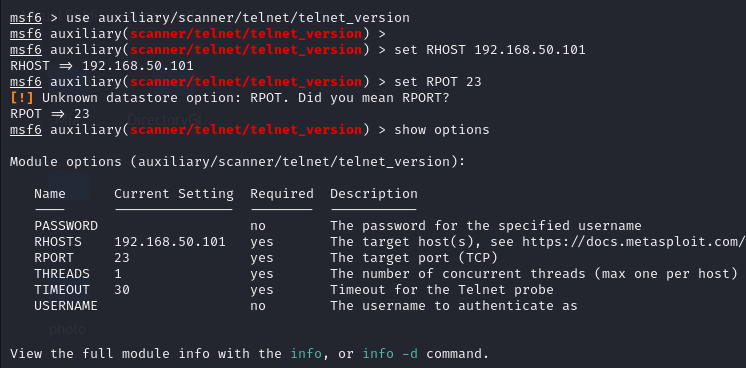 msf6 > use auxiliary/scanner/telnet/telnet_version
msf6 auxiliary(scanner/telnet/telnet_version) >
msf6 auxiliary(scanner/telnet/telnet_version) > set RHOST 192.168.50.101
RHOST => 192.168.50.101
msf6 auxiliary(scanner/telnet/telnet_version) > set RPOT 23
[!] Unknown datastore option: RPOT. Did you mean RPORT?
RPOT => 23
msf6 auxiliary(scanner/telnet/telnet_version) > show options
Module options (auxiliary/scanner/telnet/telnet_version):
Name Current Setting Required Description
PASSWORD no The password for the specified username
RHOSTS 192.168.50.101 yes The target host(s), see https://docs.metasploit.com/
RPORT 23 yes The target port (TCP)
THREADS 1 yes The number of concurrent threads (max one per host)
TIMEOUT 30 yes Timeout for the Telnet probe
USERNAME no The username to authenticate as
photo
View the full module info with the info, or info -d command.